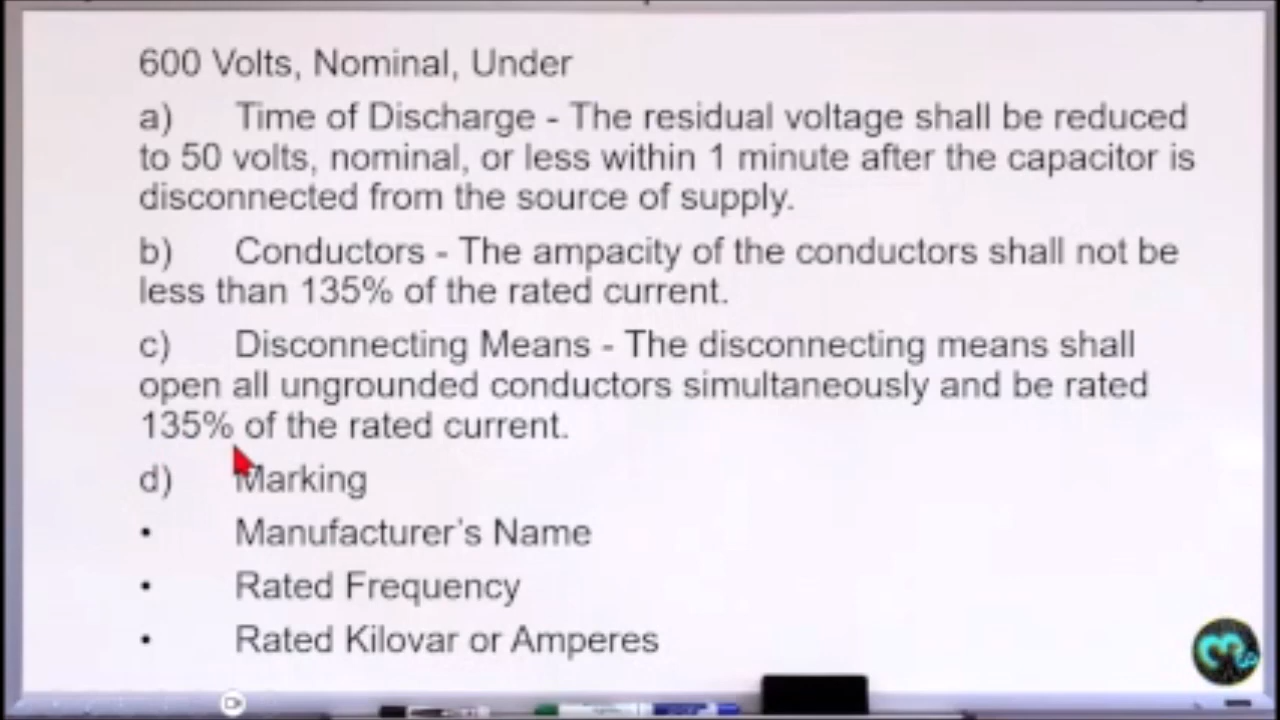 600 Volts, Nominal, Under
a) Time of Discharge - The residual voltage shall be reduced
to 50 volts, nominal, or less within 1 minute after the capacitor is
disconnected from the source of supply.
b) Conductors - The ampacity of the conductors shall not be
less than 135% of the rated current.
c) Disconnecting Means - The disconnecting means shall
open all ungrounded conductors simultaneously and be rated
135% of the rated current.
d) Marking
• Manufacturer's Name
• Rated Frequency
• Rated Kilovar or Amperes